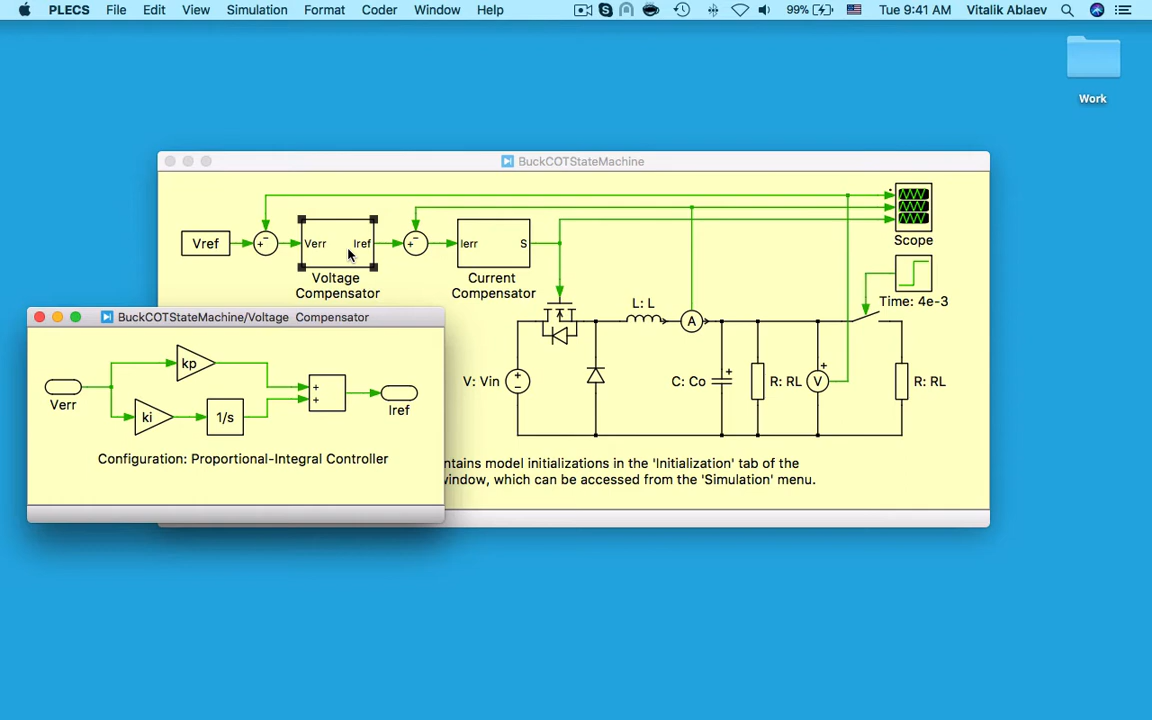 PLECS File Edit View Simulation Format Coder Window Help 99% Tue 9:41 AM Vitalik Ablaev
Work
BuckCOTStateMachine
Vref
+
−
Verr Iref
+
−
Ierr S
Voltage
Compensator
Current
Compensator
Scope
Time: 4e-3
L: L
A
V: Vin
+
−
C: Co
+
R: RL
+
V
R: RL
ntains model initializations in the 'Initialization' tab of the
window, which can be accessed from the 'Simulation' menu.
BuckCOTStateMachine/Voltage Compensator
Verr
kp
ki
1/s
+
+
Iref
Configuration: Proportional-Integral Controller